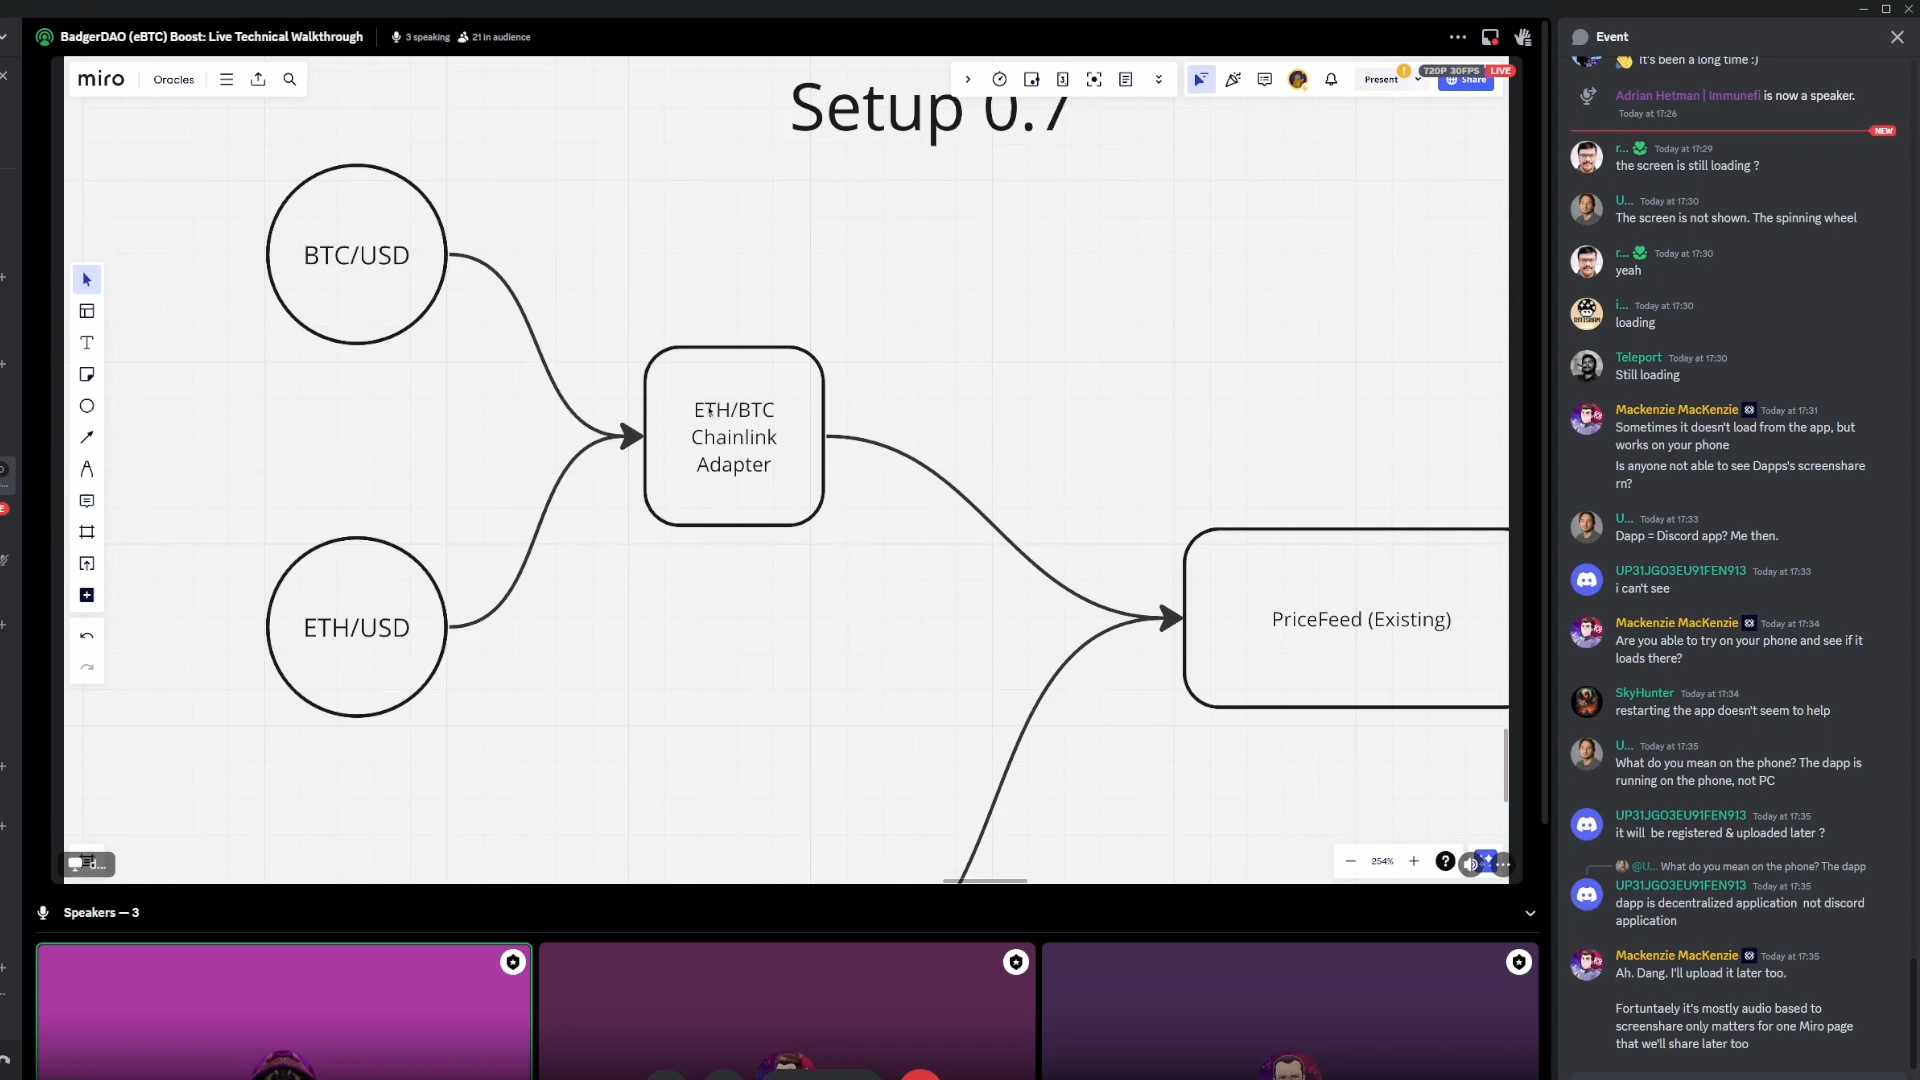 BadgerDAO (eBTC) Boost: Live Technical Walkthrough
3 speaking
21 in audience
miro
Oracles
Present
720P 30FPS
LIVE
Share
Setup 0.7
BTC/USD
ETH/USD
ETH/BTC
Chainlink
Adapter
PriceFeed (Existing)
d...
254%
Speakers — 3
Event
It's been a long time :)
Adrian Hetman | Immunefi is now a speaker.
Today at 17:26
NEW
r... Today at 17:29
the screen is still loading ?
U... Today at 17:30
The screen is not shown. The spinning wheel
r... Today at 17:30
yeah
i... Today at 17:30
loading
Teleport Today at 17:30
Still loading
Mackenzie MacKenzie Today at 17:31
Sometimes it doesn't load from the app, but
works on your phone
Is anyone not able to see Dapps's screenshare
rn?
U... Today at 17:33
Dapp = Discord app? Me then.
UP31JGO3EU91FEN913 Today at 17:33
i can't see
Mackenzie MacKenzie Today at 17:34
Are you able to try on your phone and see if it
loads there?
SkyHunter Today at 17:34
restarting the app doesn't seem to help
U... Today at 17:35
What do you mean on the phone? The dapp is
running on the phone, not PC
UP31JGO3EU91FEN913 Today at 17:35
it will be registered & uploaded later ?
@U... What do you mean on the phone? The dapp
UP31JGO3EU91FEN913 Today at 17:35
dapp is decentralized application not discord
application
Mackenzie MacKenzie Today at 17:35
Ah. Dang. I'll upload it later too.
Fortuntaely it's mostly audio based to
screenshare only matters for one Miro page
that we'll share later too